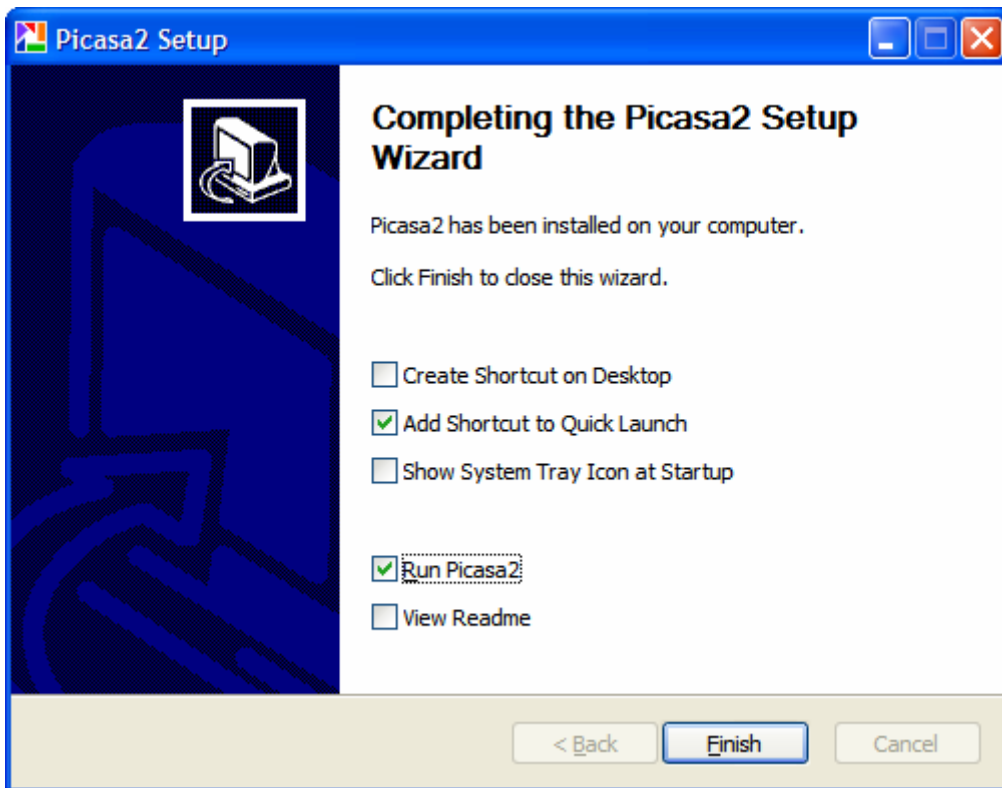 Picasa2 Setup
Completing the Picasa2 Setup
Wizard
Picasa2 has been installed on your computer.
Click Finish to close this wizard.
Create Shortcut on Desktop
Add Shortcut to Quick Launch
Show System Tray Icon at Startup
Run Picasa2
View Readme
< Back Finish Cancel